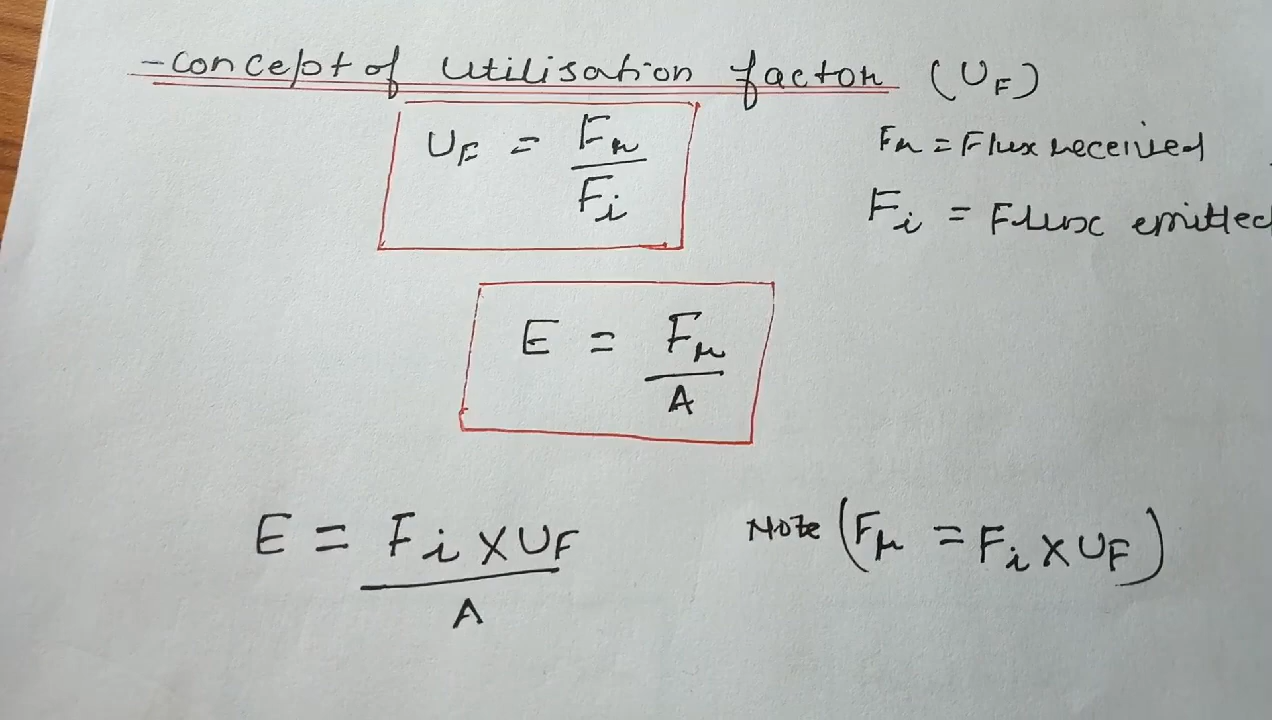 -concept of Utilisation factor (UF)
UF = Fr/Fi
Fr = Flux received
Fi = Flux emitted
E = Fr/A
E = Fi x UF/A
Note (Fr = Fi x UF)